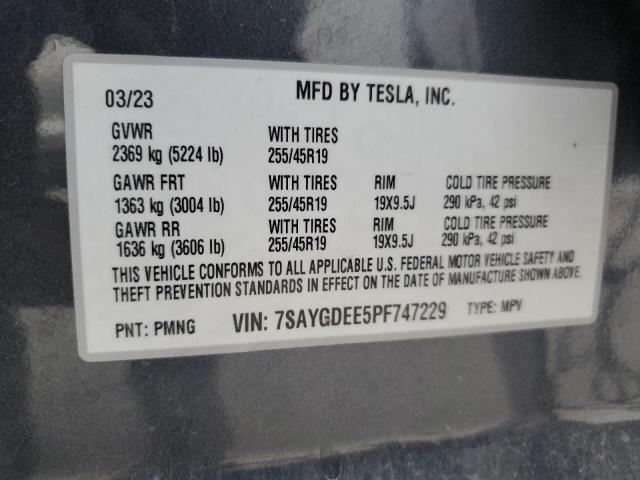 03/23 MFD BY TESLA, INC.
GVWR WITH TIRES
2369 kg (5224 lb) 255/45R19
GAWR FRT WITH TIRES RIM COLD TIRE PRESSURE
1363 kg (3004 lb) 255/45R19 19X9.5J 290 kPa, 42 psi
GAWR RR WITH TIRES RIM COLD TIRE PRESSURE
1636 kg (3606 lb) 255/45R19 19X9.5J 290 kPa, 42 psi
THIS VEHICLE CONFORMS TO ALL APPLICABLE U.S. FEDERAL MOTOR VEHICLE SAFETY AND
THEFT PREVENTION STANDARDS IN EFFECT ON THE DATE OF MANUFACTURE SHOWN ABOVE.
PNT: PMNG VIN: 7SAYGDEE5PF747229 TYPE: MPV